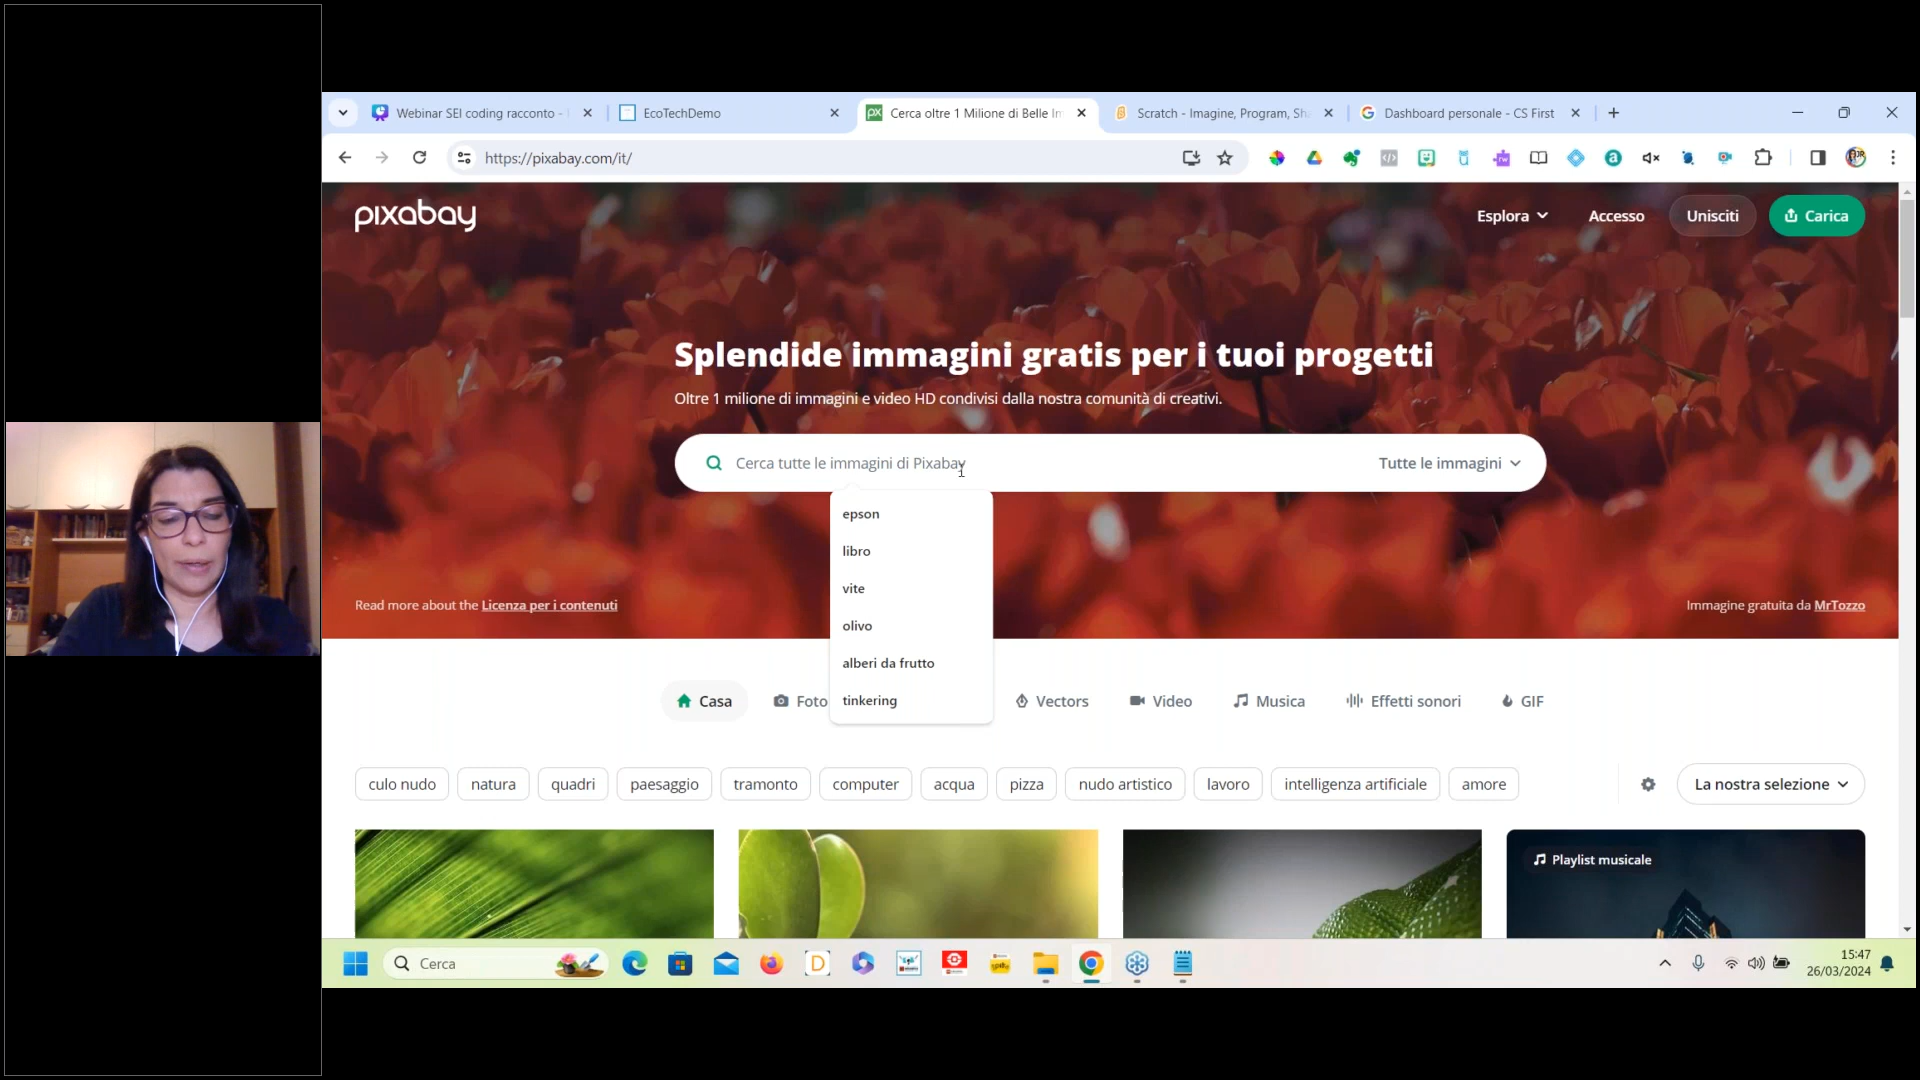 Webinar SEI coding racconto -
EcoTechDemo
Cerca oltre 1 Milione di Belle Im
Scratch - Imagine, Program, Sh
Dashboard personale - CS First
https://pixabay.com/it/
pixabay
Esplora
Accesso
Unisciti
Carica
Splendide immagini gratis per i tuoi progetti
Oltre 1 milione di immagini e video HD condivisi dalla nostra comunità di creativi.
Cerca tutte le immagini di Pixabay
Tutte le immagini
epson
libro
vite
olivo
alberi da frutto
tinkering
Read more about the Licenza per i contenuti
Immagine gratuita da MrTozzo
Casa
Foto
Vectors
Video
Musica
Effetti sonori
GIF
culo nudo
natura
quadri
paesaggio
tramonto
computer
acqua
pizza
nudo artistico
lavoro
intelligenza artificiale
amore
La nostra selezione
Playlist musicale
Cerca
15:47
26/03/2024